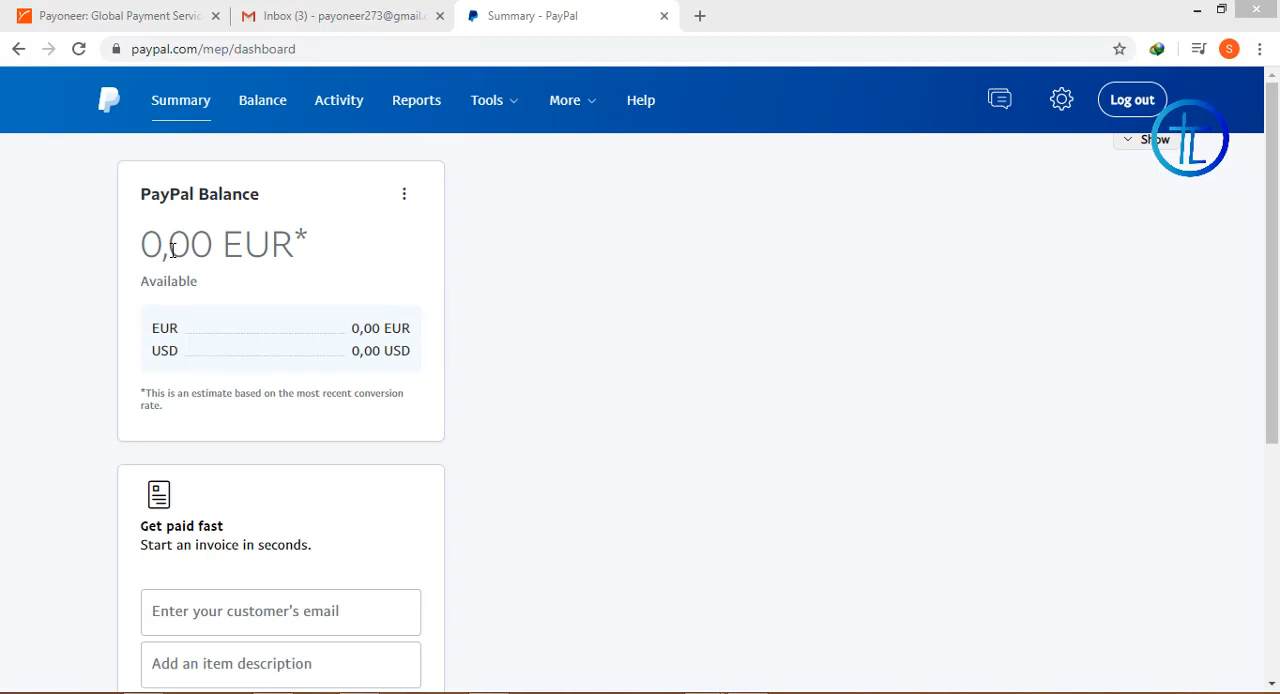 Payoneer: Global Payment Servic
Inbox (3) - payoneer273@gmail.c
Summary - PayPal
paypal.com/mep/dashboard
S
Summary
Balance
Activity
Reports
Tools
More
Help
Log out
Show
PayPal Balance
0,00 EUR*
Available
EUR 0,00 EUR
USD 0,00 USD
*This is an estimate based on the most recent conversion
rate.
Get paid fast
Start an invoice in seconds.
Enter your customer's email
Add an item description